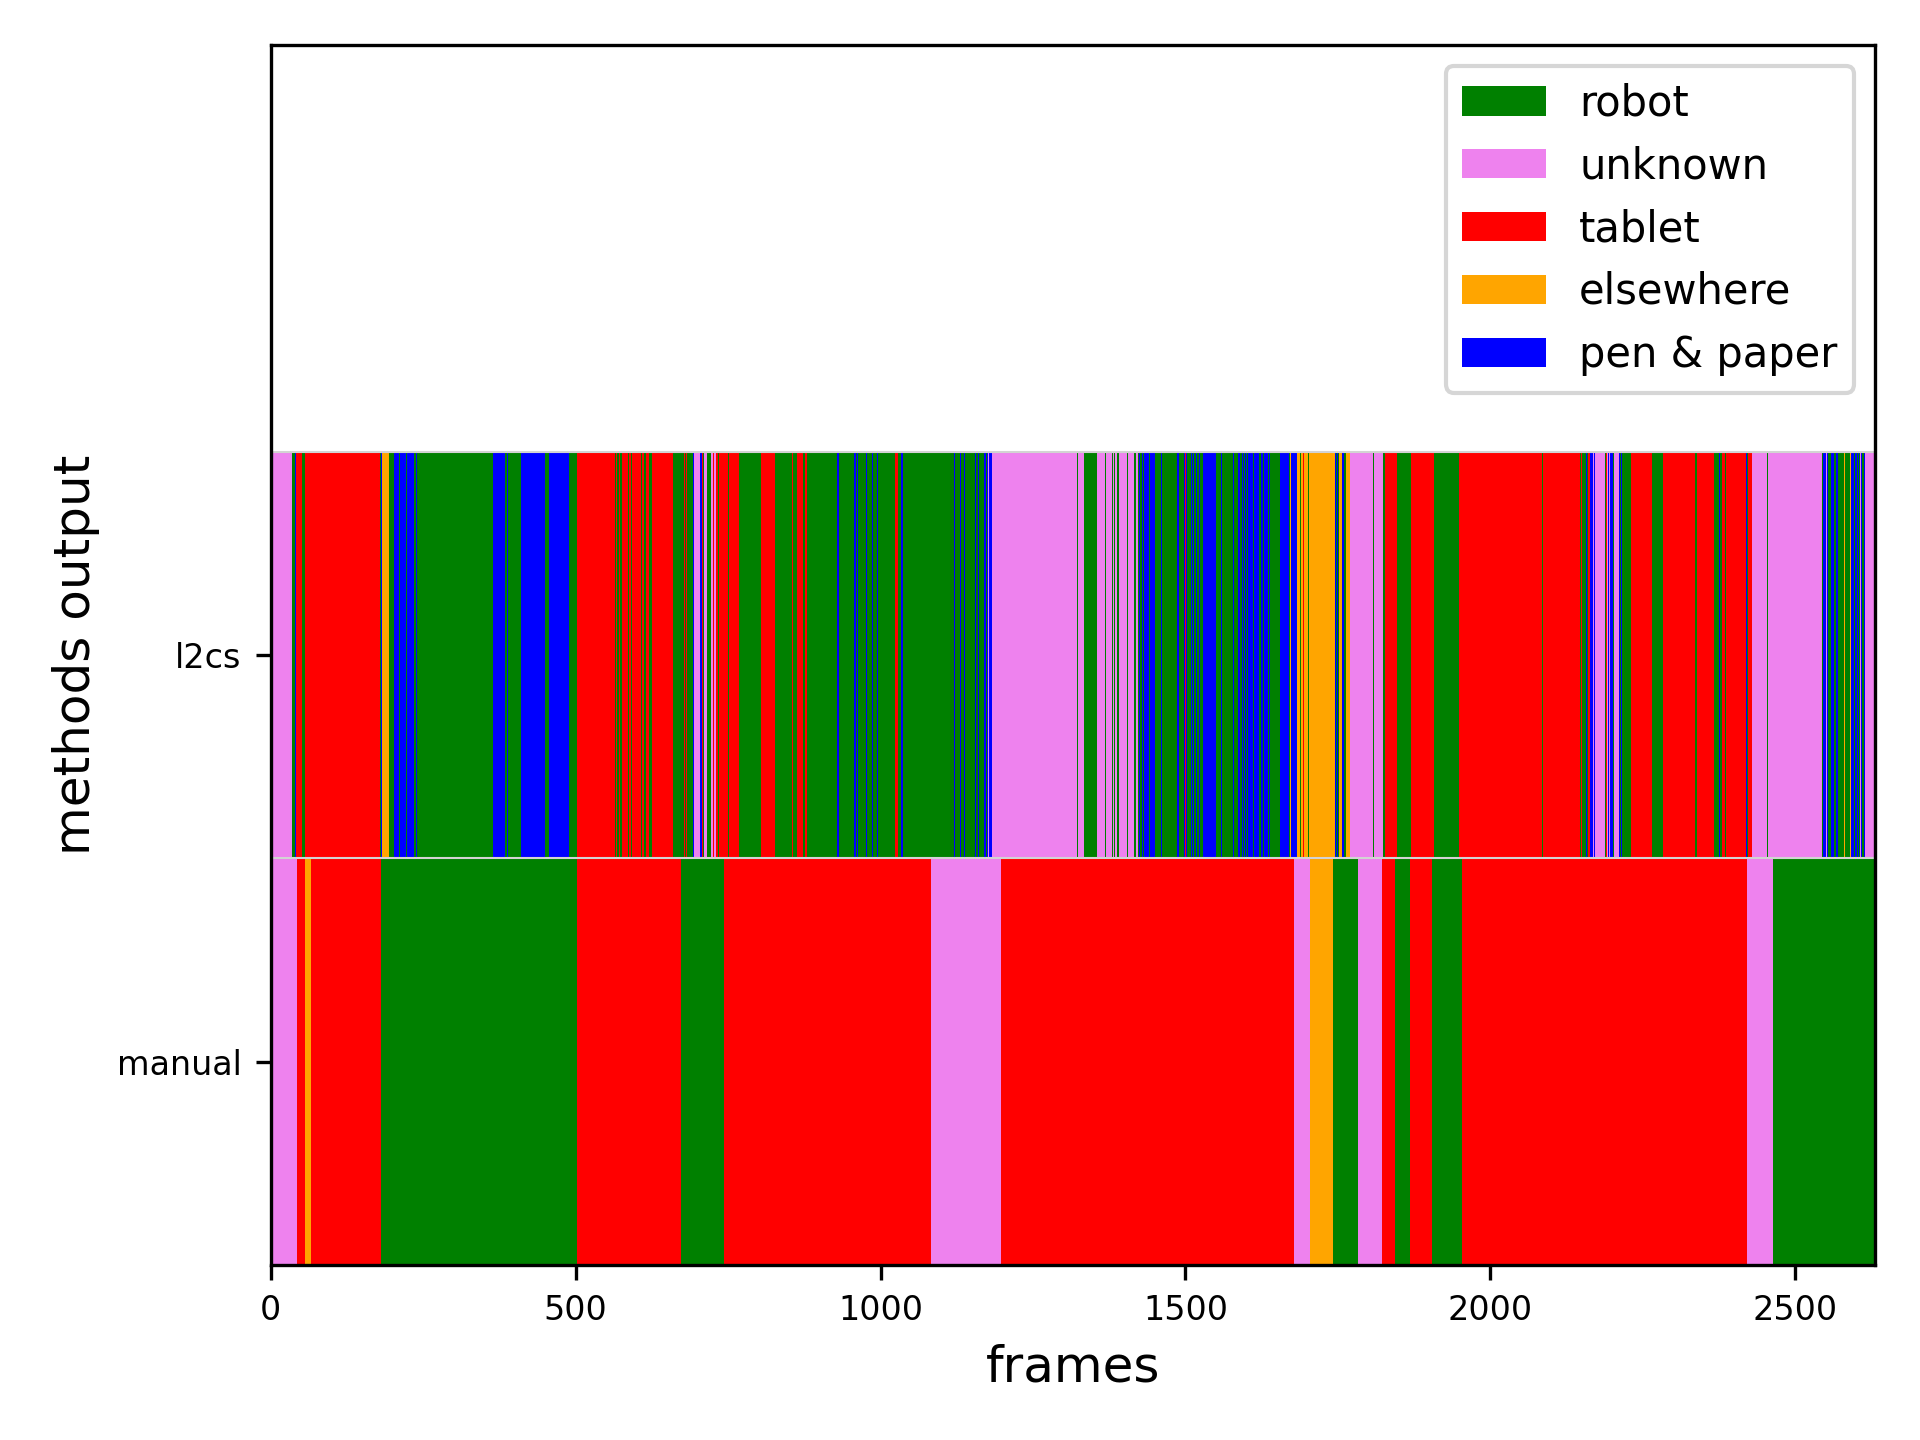 robot
unknown
tablet
elsewhere
pen & paper
methods output
l2cs
manual
0 500 1000 1500 2000 2500
frames